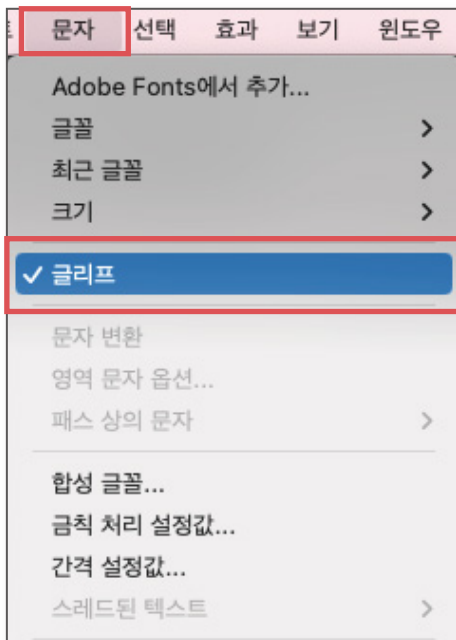 문자 선택 효과 보기 윈도우
Adobe Fonts에서 추가...
글꼴
최근 글꼴
크기
글리프
문자 변환
영역 문자 옵션...
패스 상의 문자
합성 글꼴...
금칙 처리 설정값...
간격 설정값...
스레드된 텍스트